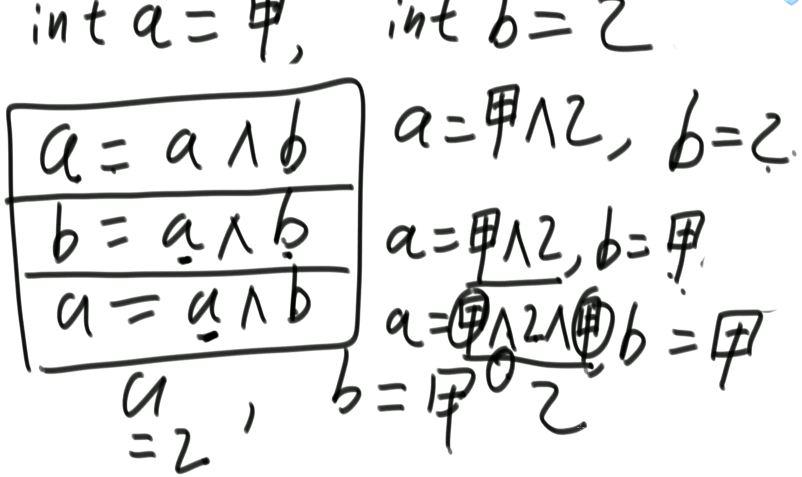 int a = 甲, int b = 乙
a = a ^ b
a = 甲^乙, b = 乙
b = a ^ b
a = 甲^乙, b = 甲
a = a ^ b
a = 甲^乙^甲 b = 甲
0 乙
a = 乙, b = 甲